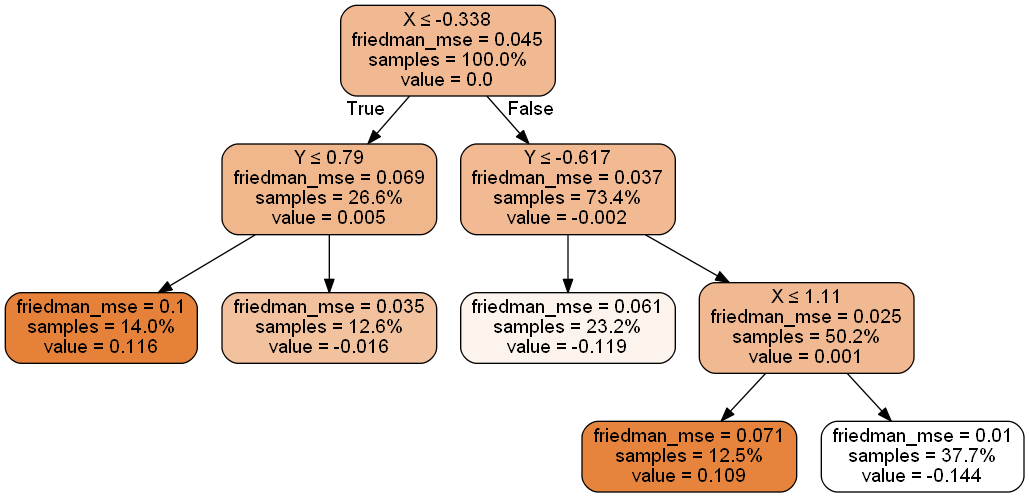 X ≤ -0.338
friedman_mse = 0.045
samples = 100.0%
value = 0.0
True
False
Y ≤ 0.79
friedman_mse = 0.069
samples = 26.6%
value = 0.005
Y ≤ -0.617
friedman_mse = 0.037
samples = 73.4%
value = -0.002
friedman_mse = 0.1
samples = 14.0%
value = 0.116
friedman_mse = 0.035
samples = 12.6%
value = -0.016
friedman_mse = 0.061
samples = 23.2%
value = -0.119
X ≤ 1.11
friedman_mse = 0.025
samples = 50.2%
value = 0.001
friedman_mse = 0.071
samples = 12.5%
value = 0.109
friedman_mse = 0.01
samples = 37.7%
value = -0.144